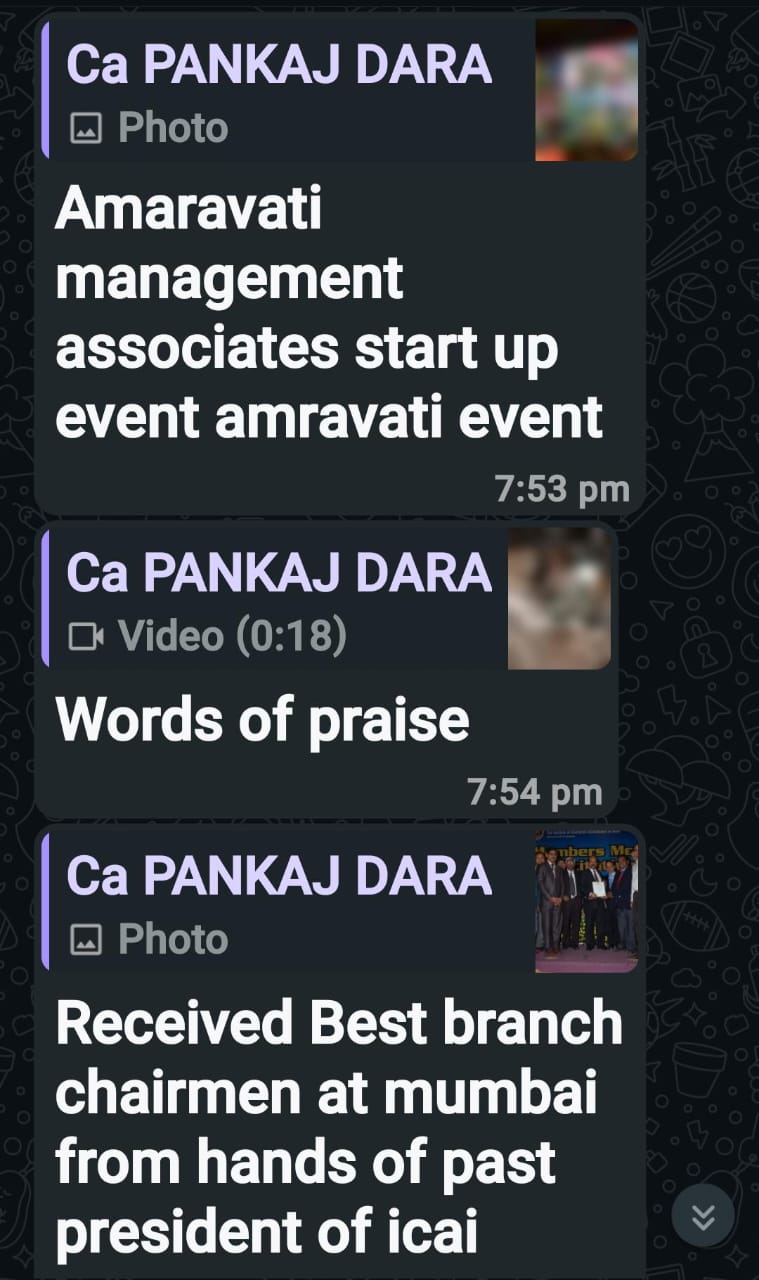 Ca PANKAJ DARA
Photo
Amaravati
management
associates start up
event amravati event
7:53 pm
Ca PANKAJ DARA
Video (0:18)
Words of praise
7:54 pm
Ca PANKAJ DARA
Photo
Received Best branch
chairmen at mumbai
from hands of past
president of icai